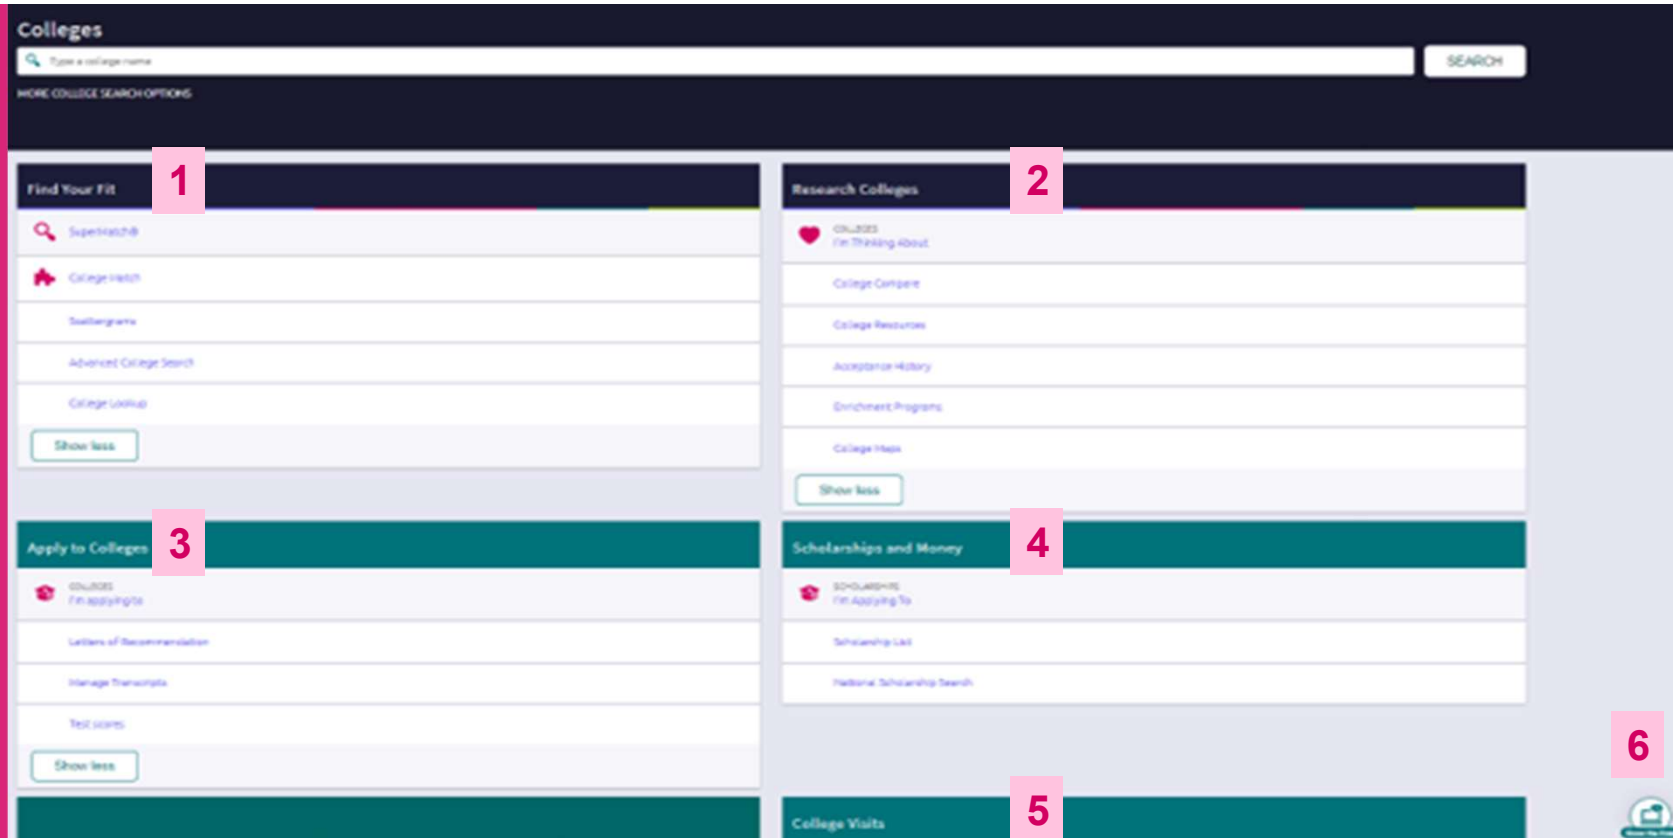 Colleges
Type a college name
SEARCH
MORE COLLEGE SEARCH OPTIONS
Find Your Fit
1
SuperMatch®
College Match
Scattergrams
Advanced College Search
College Lookup
Show less
Research Colleges
2
COLLEGES
I'm Thinking About
College Compare
College Resources
Acceptance History
Enrichment Programs
College Maps
Show less
Apply to Colleges
3
COLLEGES
I'm applying to
Letters of Recommendation
Manage Transcripts
Test scores
Show less
Scholarships and Money
4
SCHOLARSHIPS
I'm Applying To
Scholarship List
National Scholarship Search
5
College Visits
6